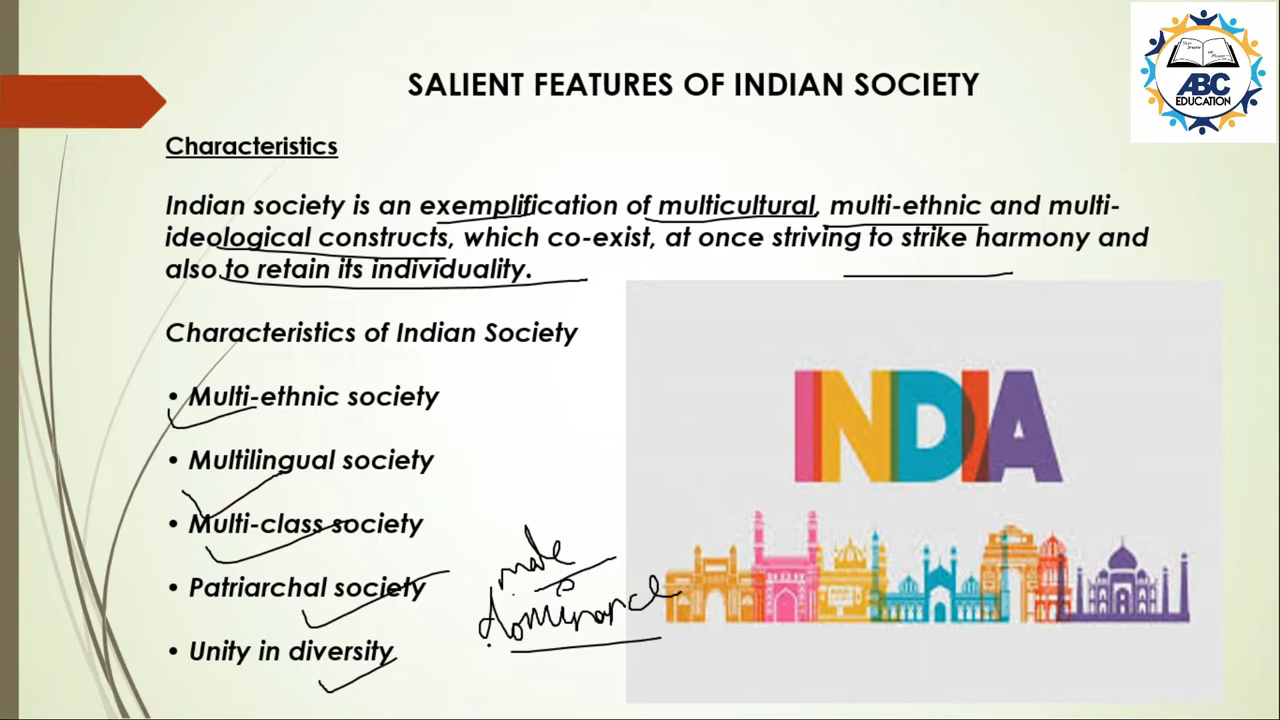 SALIENT FEATURES OF INDIAN SOCIETY
ABC
EDUCATION
Characteristics
Indian society is an exemplification of multicultural, multi-ethnic and multi-
ideological constructs, which co-exist, at once striving to strike harmony and
also to retain its individuality.
Characteristics of Indian Society
• Multi-ethnic society
• Multilingual society
• Multi-class society
• Patriarchal society
• Unity in diversity
male
dominance
INDIA